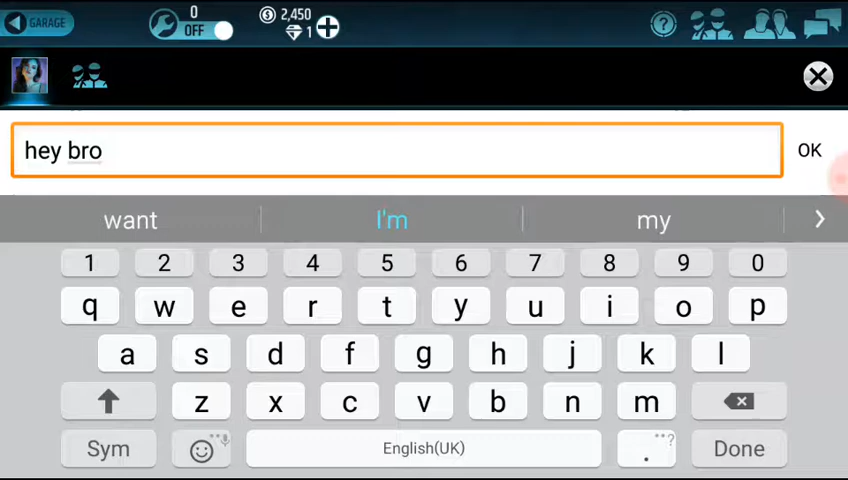 GARAGE
0
OFF
2,450
1
hey bro
OK
want
I'm
my
1 2 3 4 5 6 7 8 9 0
q w e r t y u i o p
a s d f g h j k l
z x c v b n m
Sym
English(UK)
. ?
Done